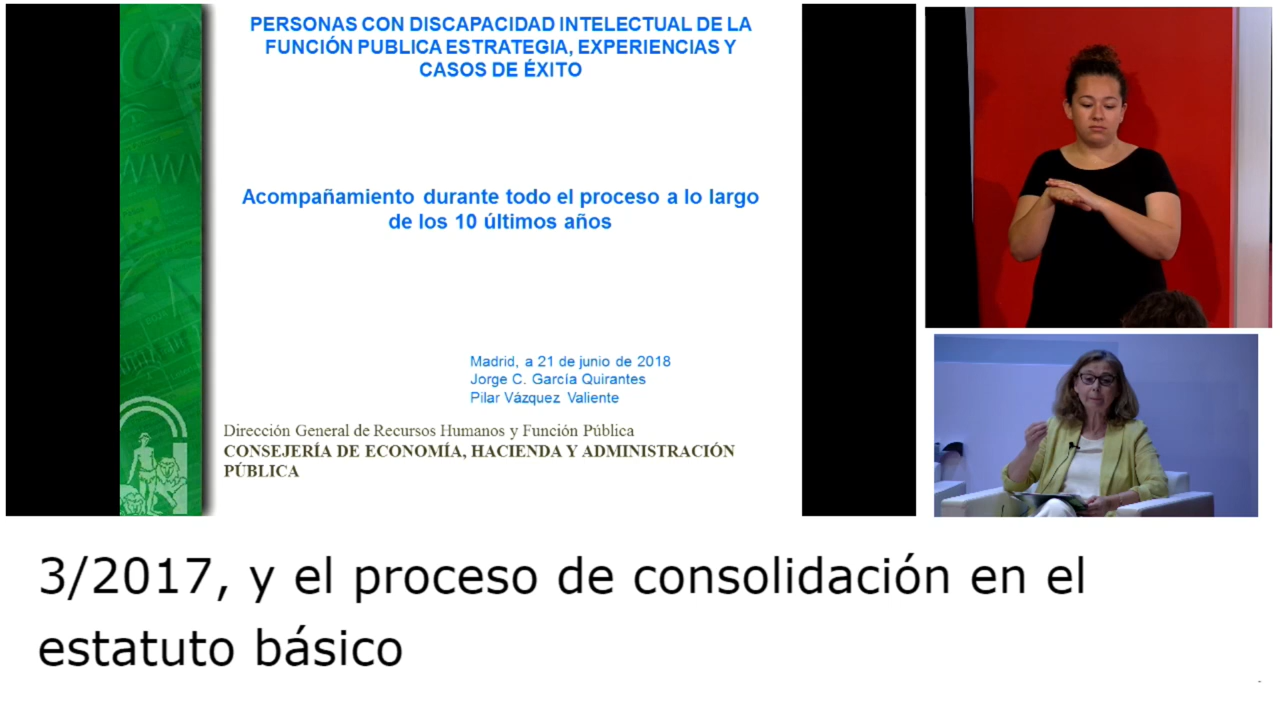 PERSONAS CON DISCAPACIDAD INTELECTUAL DE LA
FUNCIÓN PUBLICA ESTRATEGIA, EXPERIENCIAS Y
CASOS DE ÉXITO
Acompañamiento durante todo el proceso a lo largo
de los 10 últimos años
Madrid, a 21 de junio de 2018
Jorge C. García Quirantes
Pilar Vázquez Valiente
Dirección General de Recursos Humanos y Función Pública
CONSEJERÍA DE ECONOMÍA, HACIENDA Y ADMINISTRACIÓN
PÚBLICA
3/2017, y el proceso de consolidación en el
estatuto básico